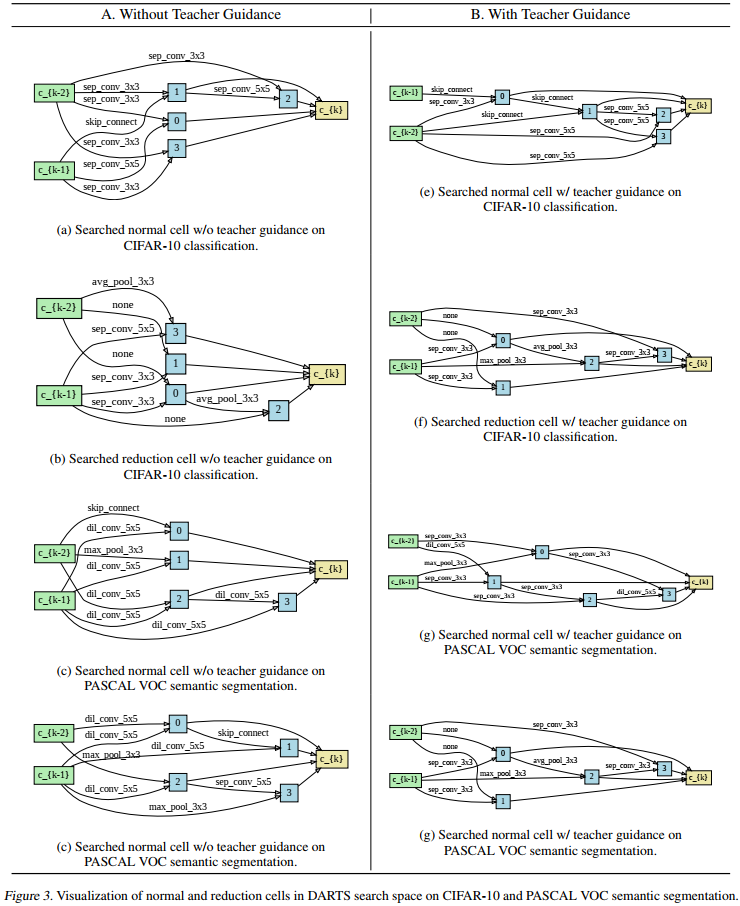 A. Without Teacher Guidance
B. With Teacher Guidance
sep_conv_3x3
c_{k-2}
sep_conv_3x3
sep_conv_3x3
1
sep_conv_5x5
2
c_{k}
skip_connect
0
sep_conv_3x3
3
c_{k-1}
sep_conv_5x5
sep_conv_3x3
(a) Searched normal cell w/o teacher guidance on
CIFAR-10 classification.
avg_pool_3x3
c_{k-2}
none
sep_conv_5x5
3
none
1
c_{k}
sep_conv_3x3
c_{k-1}
sep_conv_3x3
0
avg_pool_3x3
2
none
(b) Searched reduction cell w/o teacher guidance on
CIFAR-10 classification.
skip_connect
dil_conv_5x5
0
c_{k-2}
max_pool_3x3
1
dil_conv_5x5
c_{k}
dil_conv_5x5
c_{k-1}
2
dil_conv_5x5
3
dil_conv_5x5
dil_conv_5x5
(c) Searched normal cell w/o teacher guidance on
PASCAL VOC semantic segmentation.
dil_conv_5x5
c_{k-2}
dil_conv_5x5
0
skip_connect
dil_conv_5x5
1
max_pool_3x3
c_{k}
c_{k-1}
2
sep_conv_5x5
dil_conv_5x5
3
max_pool_3x3
(c) Searched normal cell w/o teacher guidance on
PASCAL VOC semantic segmentation.
c_{k-1}
skip_connect
sep_conv_3x3
0
skip_connect
c_{k}
1
sep_conv_5x5
2
skip_connect
sep_conv_5x5
c_{k-2}
sep_conv_5x5
3
sep_conv_5x5
(e) Searched normal cell w/ teacher guidance on
CIFAR-10 classification.
c_{k-2}
sep_conv_3x3
none
none
0
sep_conv_3x3
avg_pool_3x3
sep_conv_3x3
3
c_{k-1}
max_pool_3x3
2
c_{k}
sep_conv_3x3
1
(f) Searched reduction cell w/ teacher guidance on
CIFAR-10 classification.
c_{k-2}
sep_conv_3x3
dil_conv_5x5
0
sep_conv_3x3
max_pool_3x3
c_{k-1}
sep_conv_3x3
1
sep_conv_3x3
c_{k}
sep_conv_3x3
2
dil_conv_5x5
3
(g) Searched normal cell w/ teacher guidance on
PASCAL VOC semantic segmentation.
c_{k-2}
sep_conv_3x3
none
none
0
sep_conv_3x3
avg_pool_3x3
sep_conv_3x3
3
c_{k-1}
max_pool_3x3
2
c_{k}
sep_conv_3x3
1
(g) Searched normal cell w/ teacher guidance on
PASCAL VOC semantic segmentation.
Figure 3. Visualization of normal and reduction cells in DARTS search space on CIFAR-10 and PASCAL VOC semantic segmentation.